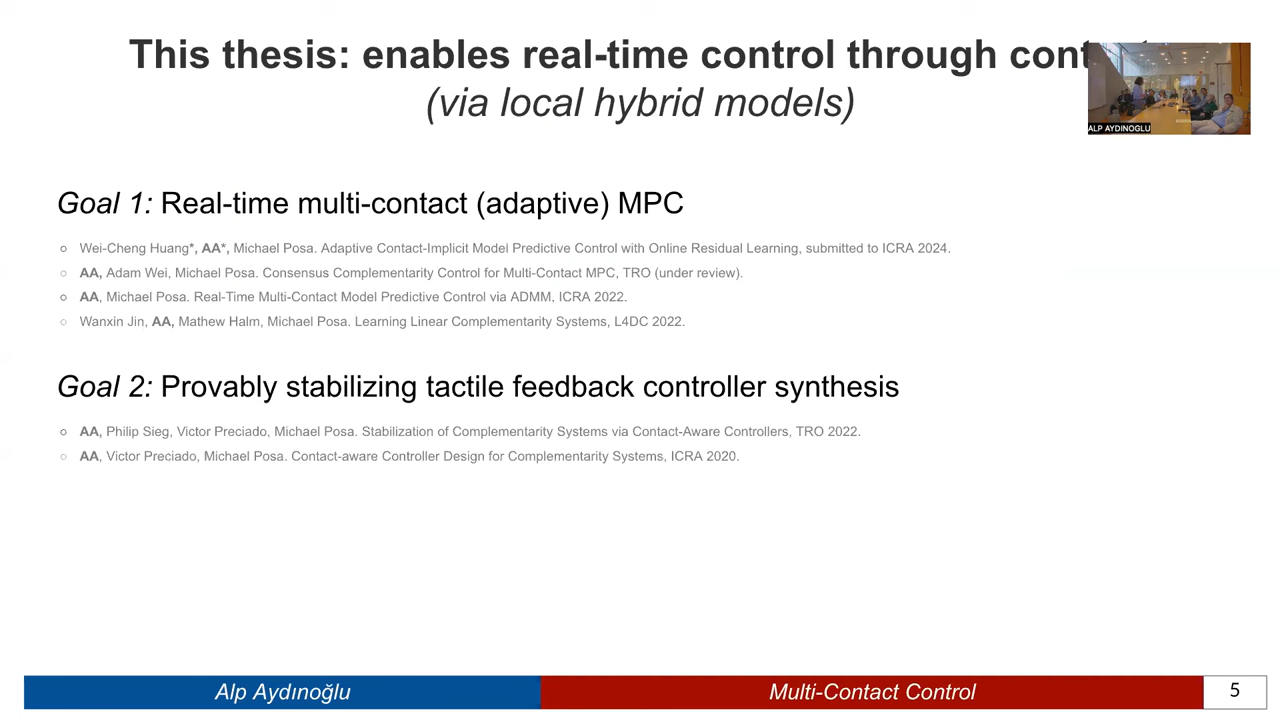 This thesis: enables real-time control through cont
(via local hybrid models)
ALP AYDINOGLU
Goal 1: Real-time multi-contact (adaptive) MPC
○ Wei-Cheng Huang*, AA*, Michael Posa. Adaptive Contact-Implicit Model Predictive Control with Online Residual Learning, submitted to ICRA 2024.
○ AA, Adam Wei, Michael Posa. Consensus Complementarity Control for Multi-Contact MPC, TRO (under review).
○ AA, Michael Posa. Real-Time Multi-Contact Model Predictive Control via ADMM, ICRA 2022.
○ Wanxin Jin, AA, Mathew Halm, Michael Posa. Learning Linear Complementarity Systems, L4DC 2022.
Goal 2: Provably stabilizing tactile feedback controller synthesis
○ AA, Philip Sieg, Victor Preciado, Michael Posa. Stabilization of Complementarity Systems via Contact-Aware Controllers, TRO 2022.
○ AA, Victor Preciado, Michael Posa. Contact-aware Controller Design for Complementarity Systems, ICRA 2020.
Alp Aydınoğlu Multi-Contact Control 5